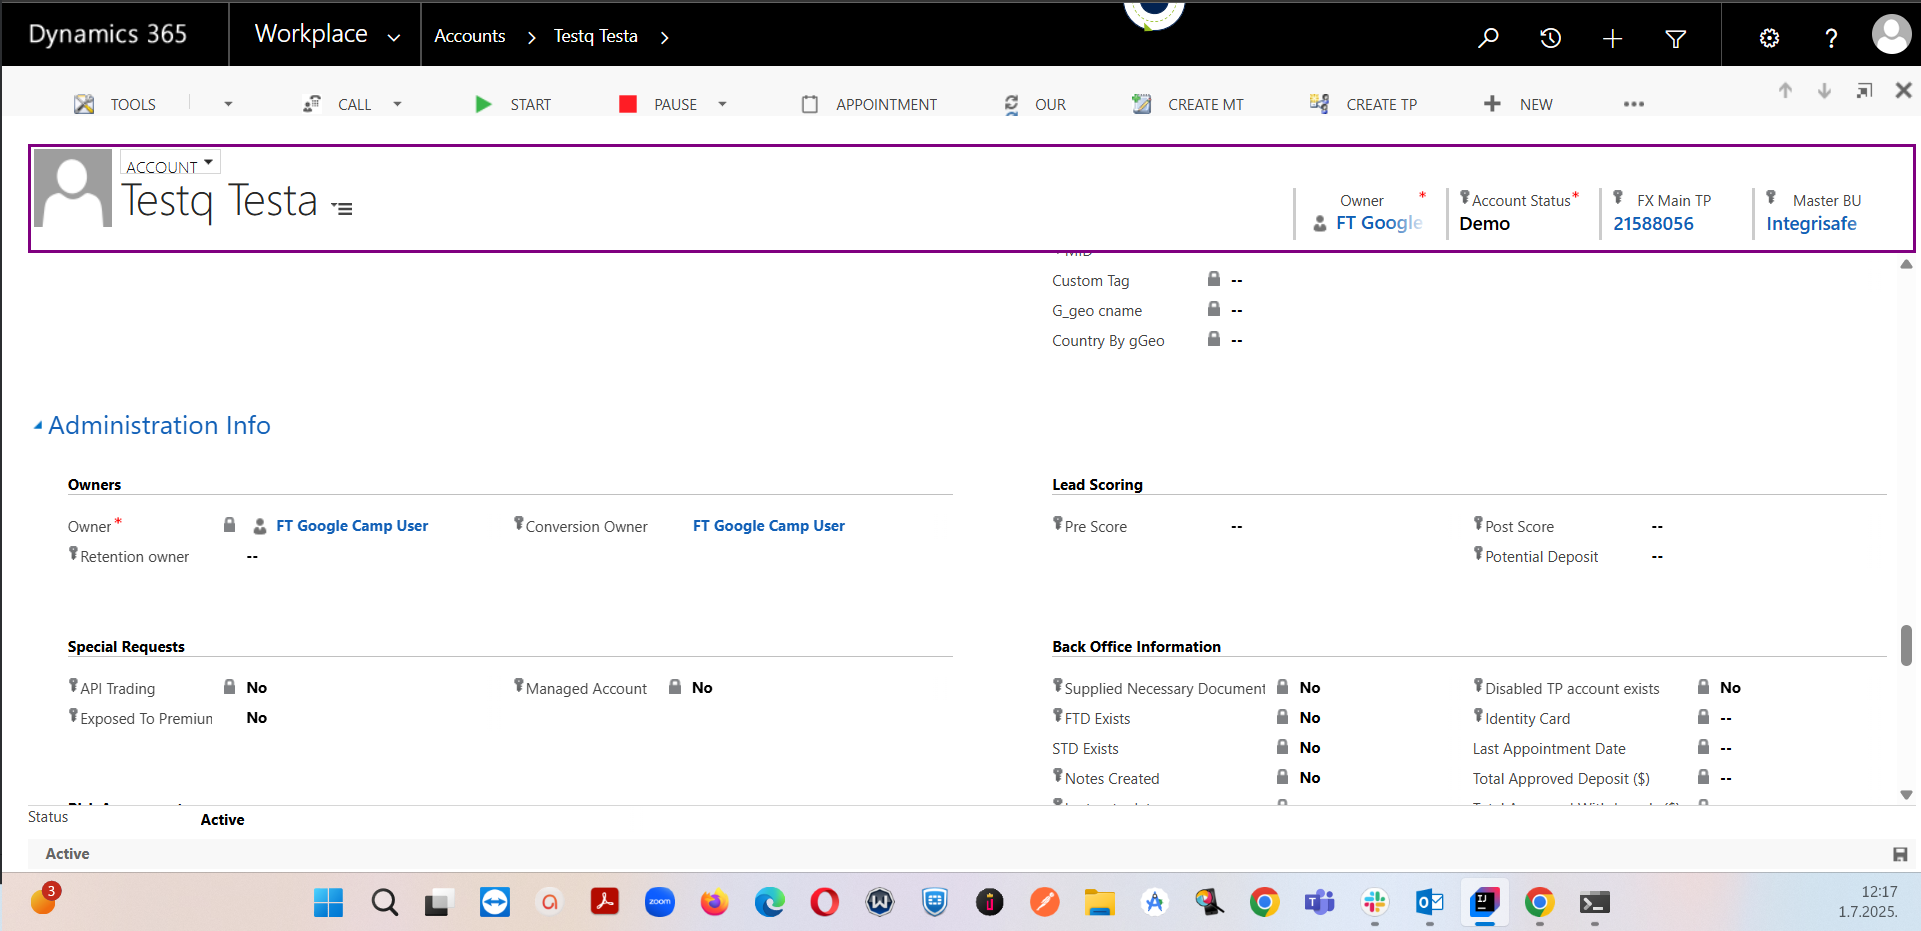 Dynamics 365 Workplace Accounts > Testq Testa >
TOOLS CALL START PAUSE APPOINTMENT OUR CREATE MT CREATE TP NEW
ACCOUNT
Testq Testa
Owner * Account Status * FX Main TP Master BU
FT Google Demo 21588056 Integrisafe
Custom Tag --
G_geo cname --
Country By gGeo --
Administration Info
Owners Lead Scoring
Owner * FT Google Camp User Conversion Owner FT Google Camp User Pre Score -- Post Score --
Retention owner -- Potential Deposit --
Special Requests Back Office Information
API Trading No Managed Account No Supplied Necessary Document No Disabled TP account exists No
Exposed To Premiun No FTD Exists No Identity Card --
STD Exists No Last Appointment Date --
Notes Created No Total Approved Deposit ($) --
Status Active
Active
3
zoom
12:17
1.7.2025.